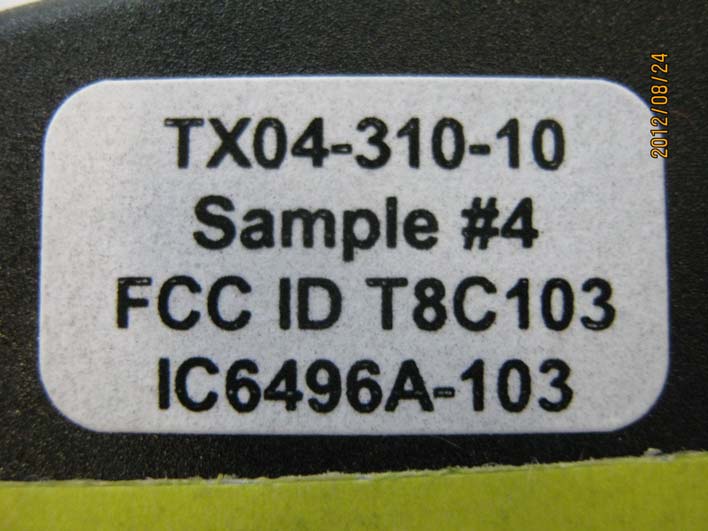 TX04-310-10
Sample #4
FCC ID T8C103
IC6496A-103
2012/08/24